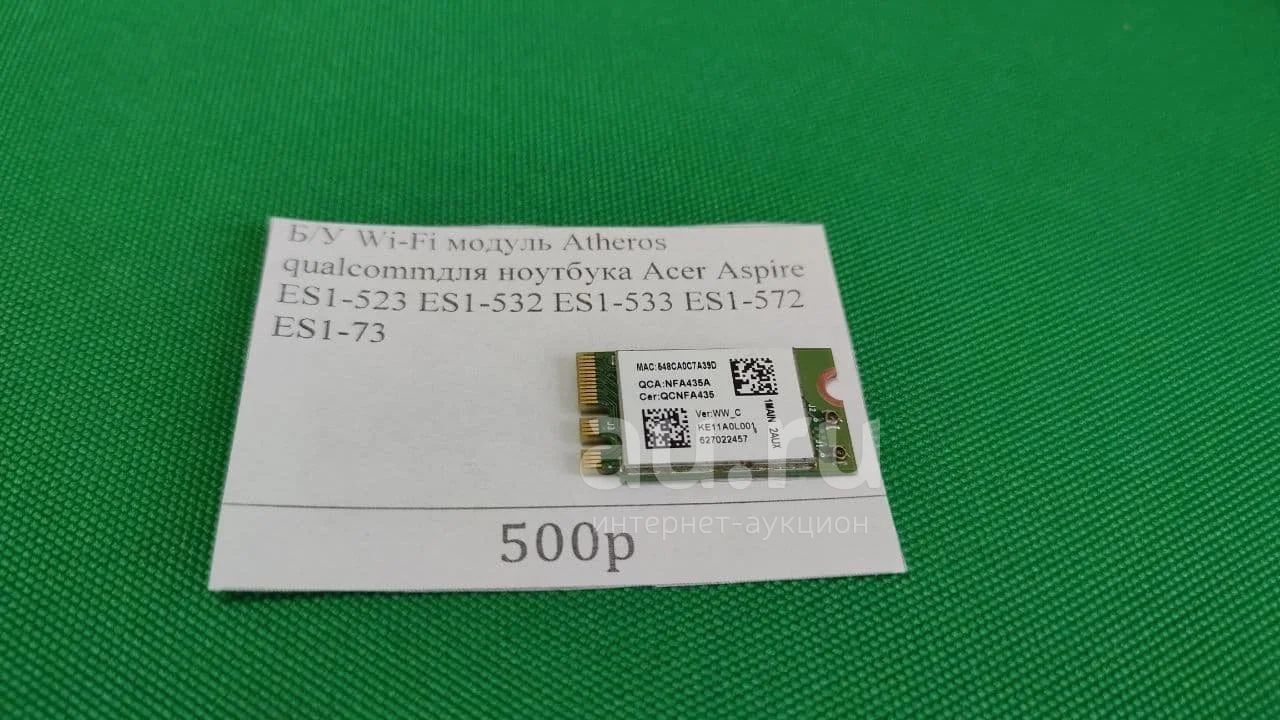 Б/У Wi-Fi модуль Atheros
qualcommдля ноутбука Acer Aspire
ES1-523 ES1-532 ES1-533 ES1-572
ES1-73
MAC:548CA0C7A39D
QCA:NFA435A
Cer:QCNFA435
Ver:WW_C
KE11A0L001
627022457
1MAIN 2AUX
au.ru
интернет-аукцион
500р